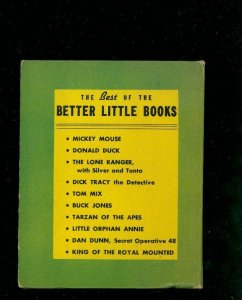 THE Best OF THE
BETTER LITTLE BOOKS
• MICKEY MOUSE
• DONALD DUCK
• THE LONE RANGER,
with Silver and Tonto
• DICK TRACY the Detective
• TOM MIX
• BUCK JONES
• TARZAN OF THE APES
• LITTLE ORPHAN ANNIE
• DAN DUNN, Secret Operative 48
• KING OF THE ROYAL MOUNTED